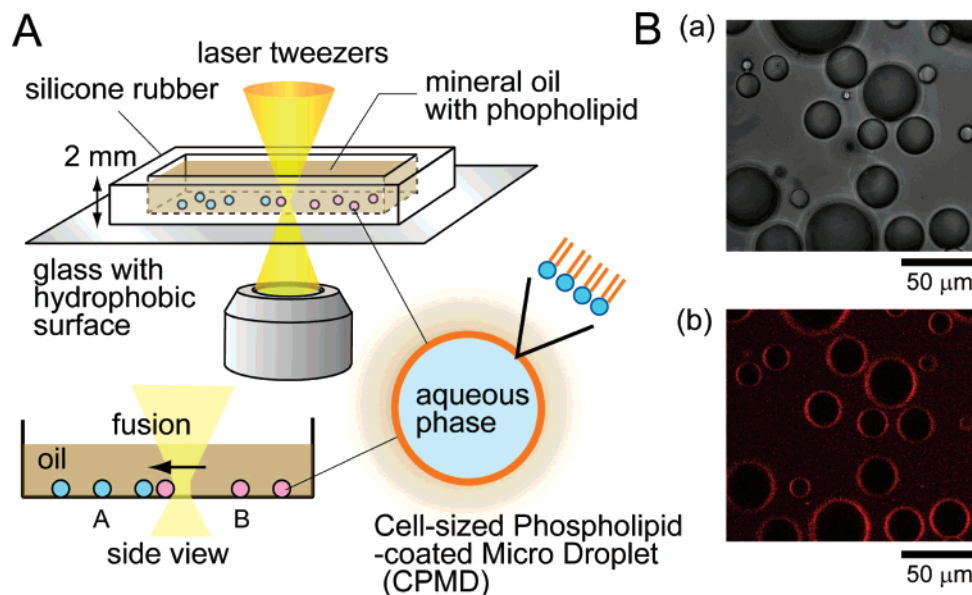 A
laser tweezers
silicone rubber
mineral oil
with phopholipid
2 mm
glass with
hydrophobic
surface
aqueous
phase
fusion
oil
A
B
side view
Cell-sized Phospholipid
-coated Micro Droplet
(CPMD)
B
(a)
50 μm
(b)
50 μm